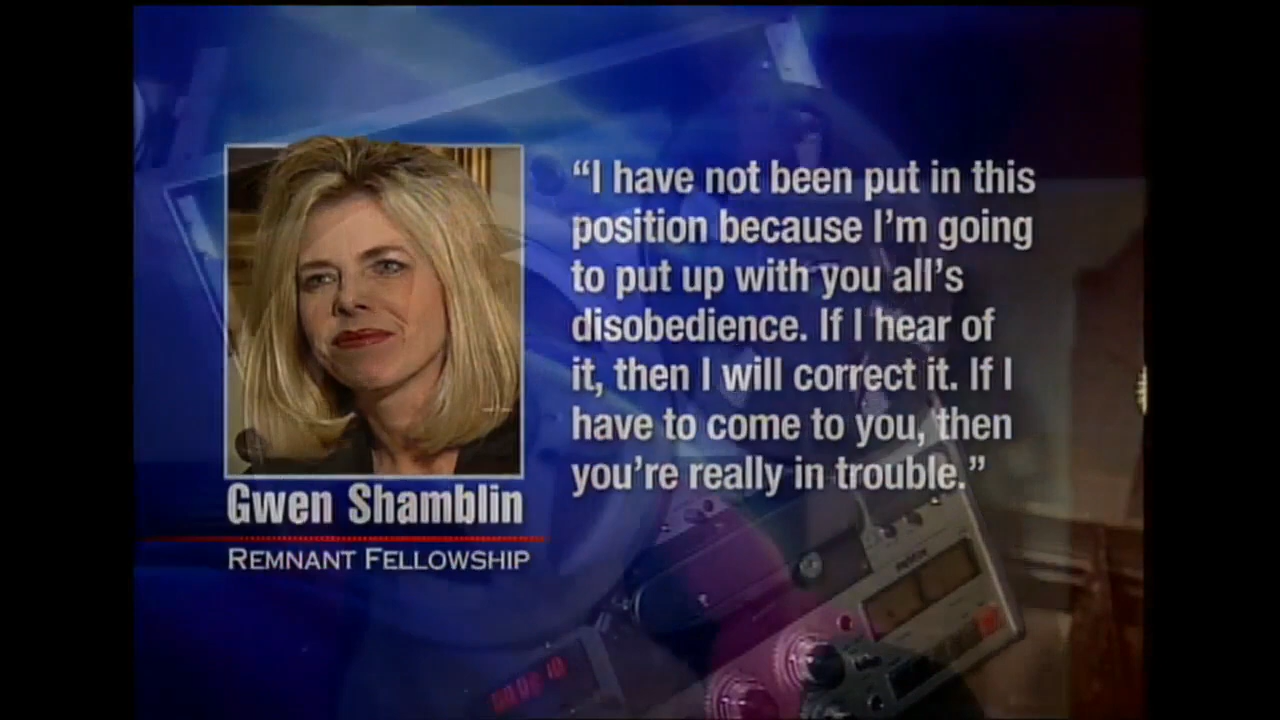 “I have not been put in this
position because I’m going
to put up with you all’s
disobedience. If I hear of
it, then I will correct it. If I
have to come to you, then
you’re really in trouble.”
Gwen Shamblin
REMNANT FELLOWSHIP